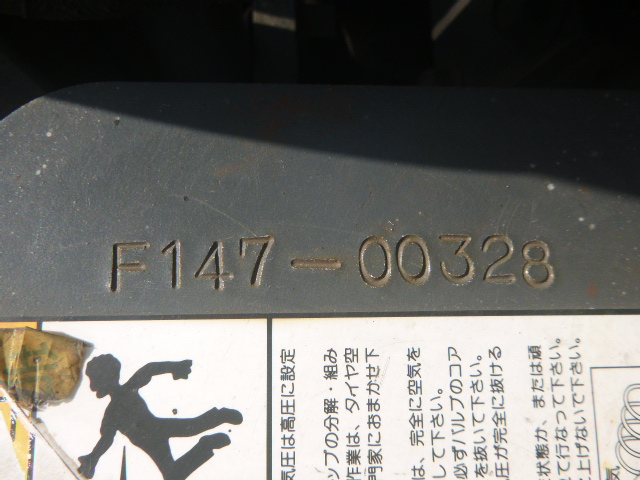 F147-00328
気圧は高圧に設定
ップの分解・組み
作業は、タイヤ空
門家におまかせ下
は、完全に空気を
して下さい。
必ずバルブのコア
を抜いて下さい。
圧が完全に抜ける
状態か、または頑
て行なって下さい。
上げないで下さい。
気